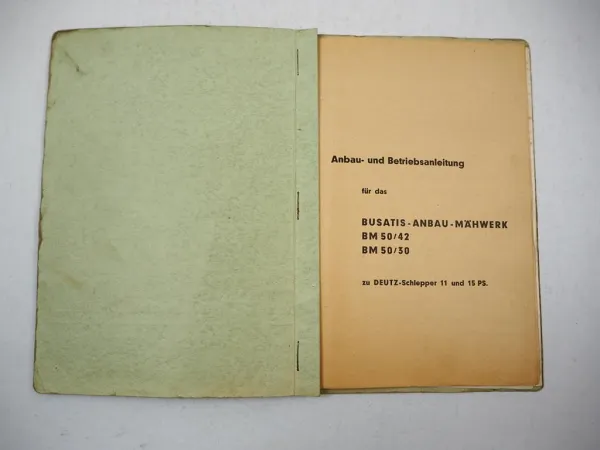 Anbau- und Betriebsanleitung
für das
BUSATIS-ANBAU-MÄHWERK
BM 50/42
BM 50/30
zu DEUTZ-Schlepper 11 und 15 PS.